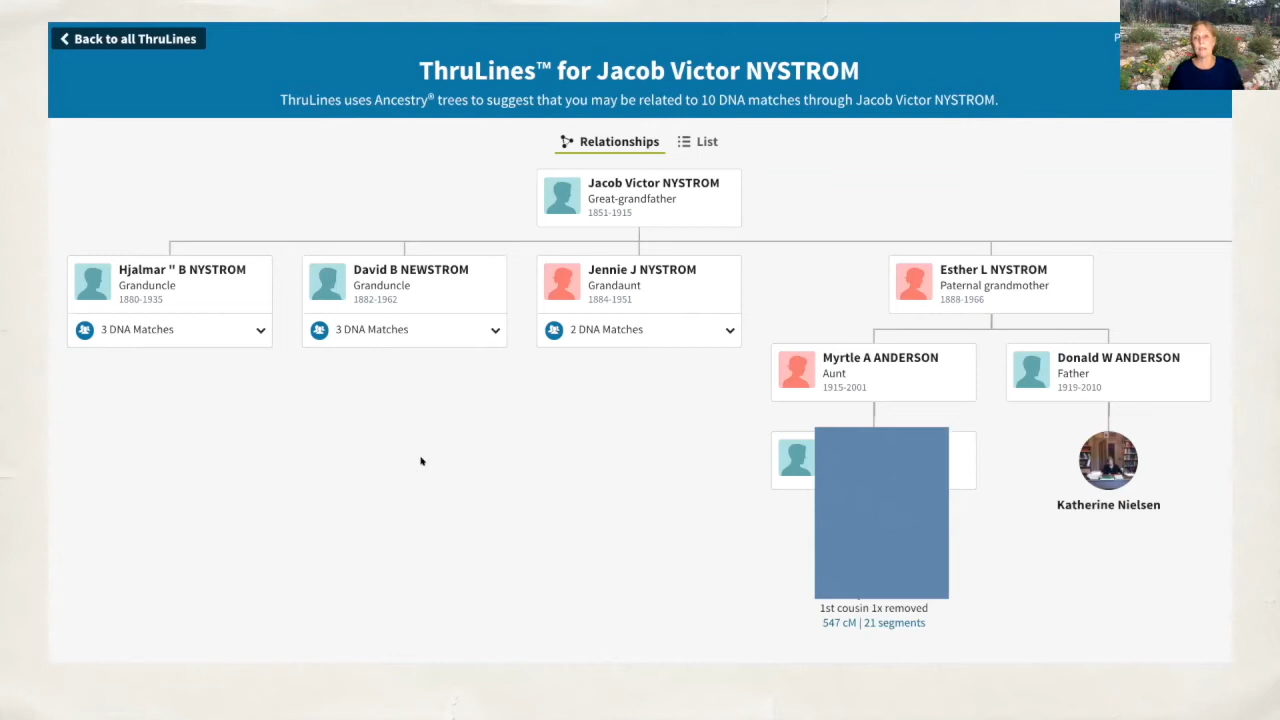 Back to all ThruLines
P
ThruLines™ for Jacob Victor NYSTROM
ThruLines uses Ancestry® trees to suggest that you may be related to 10 DNA matches through Jacob Victor NYSTROM.
Relationships
List
Jacob Victor NYSTROM
Great-grandfather
1851-1915
Hjalmar " B NYSTROM
Granduncle
1880-1935
3 DNA Matches
David B NEWSTROM
Granduncle
1882-1962
3 DNA Matches
Jennie J NYSTROM
Grandaunt
1884-1951
2 DNA Matches
Esther L NYSTROM
Paternal grandmother
1888-1966
Myrtle A ANDERSON
Aunt
1915-2001
Donald W ANDERSON
Father
1919-2010
Katherine Nielsen
1st cousin 1x removed
547 cM | 21 segments